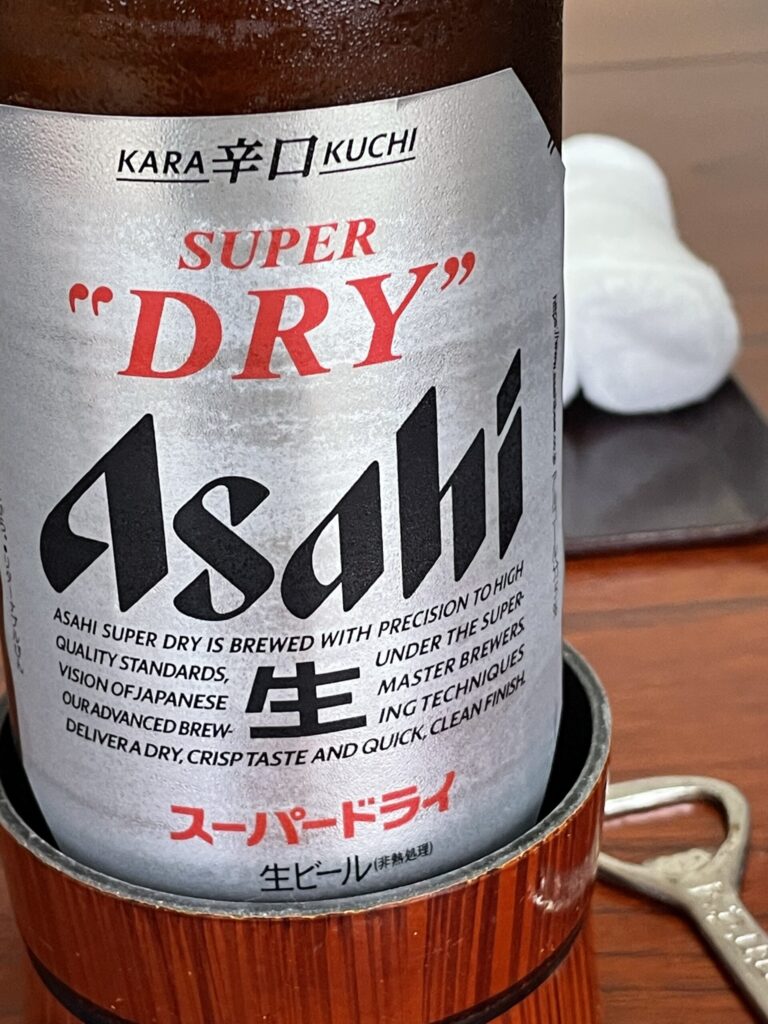 KARA 辛口 KUCHI
SUPER
"DRY"
Asahi
ASAHI SUPER DRY IS BREWED WITH PRECISION TO HIGH
QUALITY STANDARDS, UNDER THE SUPER-
VISION OF JAPANESE MASTER BREWERS.
生
OUR ADVANCED BREW- ING TECHNIQUES
DELIVER A DRY, CRISP TASTE AND QUICK, CLEAN FINISH.
スーパードライ
生ビール(非熱処理)